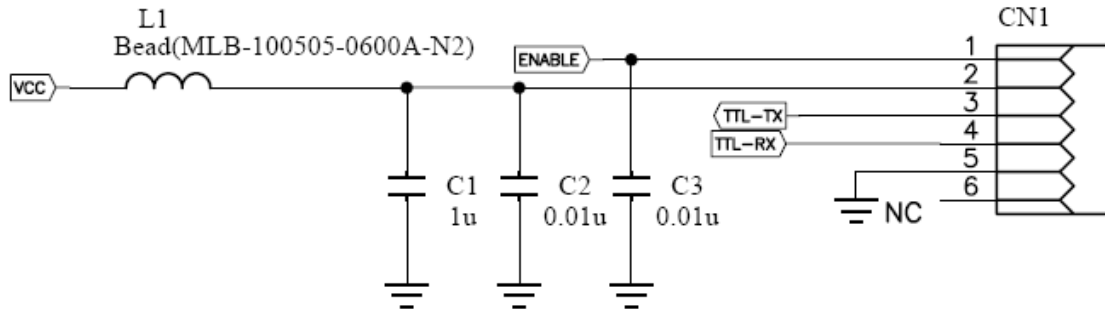 L1
Bead(MLB-100505-0600A-N2)
CN1
ENABLE
1
VCC
2
TTL-TX
3
TTL-RX
4
5
6
NC
C1
1u
C2
0.01u
C3
0.01u